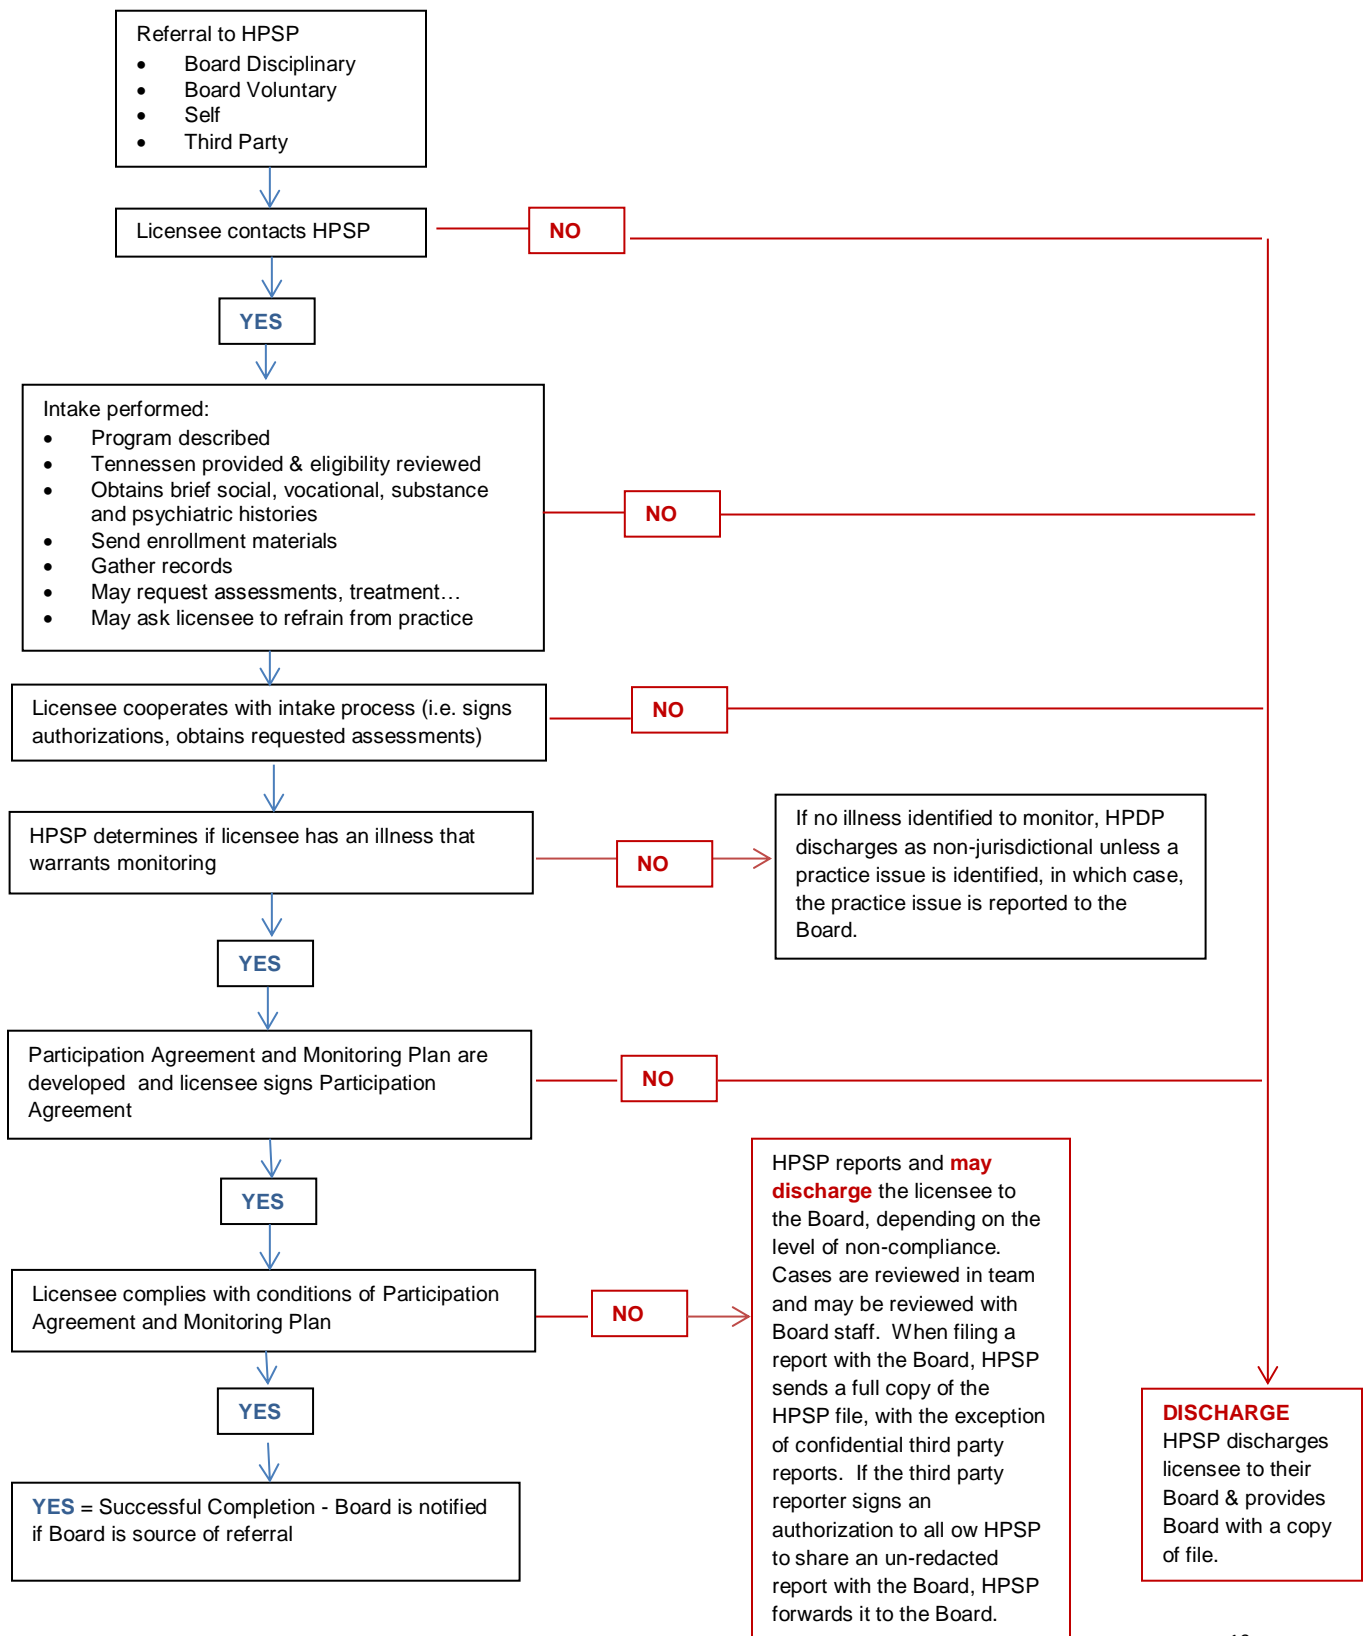 Referral to HPSP
• Board Disciplinary
• Board Voluntary
• Self
• Third Party
Licensee contacts HPSP
NO
YES
Intake performed:
• Program described
• Tennessen provided & eligibility reviewed
• Obtains brief social, vocational, substance
and psychiatric histories
• Send enrollment materials
• Gather records
• May request assessments, treatment…
• May ask licensee to refrain from practice
NO
Licensee cooperates with intake process (i.e. signs
authorizations, obtains requested assessments)
NO
HPSP determines if licensee has an illness that
warrants monitoring
NO
If no illness identified to monitor, HPDP
discharges as non-jurisdictional unless a
practice issue is identified, in which case,
the practice issue is reported to the
Board.
YES
Participation Agreement and Monitoring Plan are
developed  and licensee signs Participation
Agreement
NO
YES
Licensee complies with conditions of Participation
Agreement and Monitoring Plan
NO
HPSP reports and may
discharge the licensee to
the Board, depending on the
level of non-compliance.
Cases are reviewed in team
and may be reviewed with
Board staff.  When filing a
report with the Board, HPSP
sends a full copy of the
HPSP file, with the exception
of confidential third party
reports.  If the third party
reporter signs an
authorization to all ow HPSP
to share an un-redacted
report with the Board, HPSP
forwards it to the Board.
YES
YES = Successful Completion - Board is notified
if Board is source of referral
DISCHARGE
HPSP discharges
licensee to their
Board & provides
Board with a copy
of file.